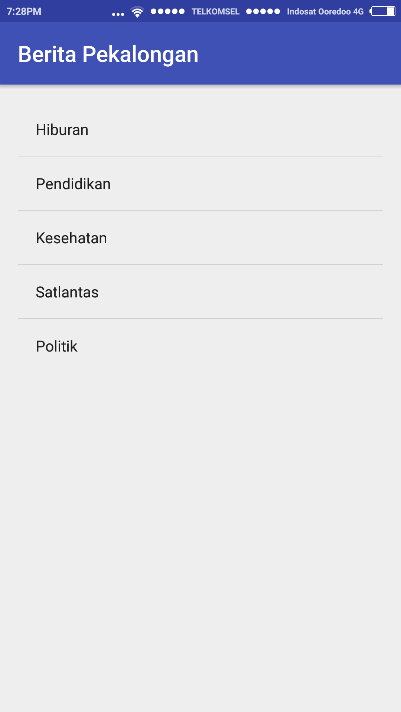 7:28PM ... TELKOMSEL Indosat Ooredoo 4G
Berita Pekalongan
Hiburan
Pendidikan
Kesehatan
Satlantas
Politik